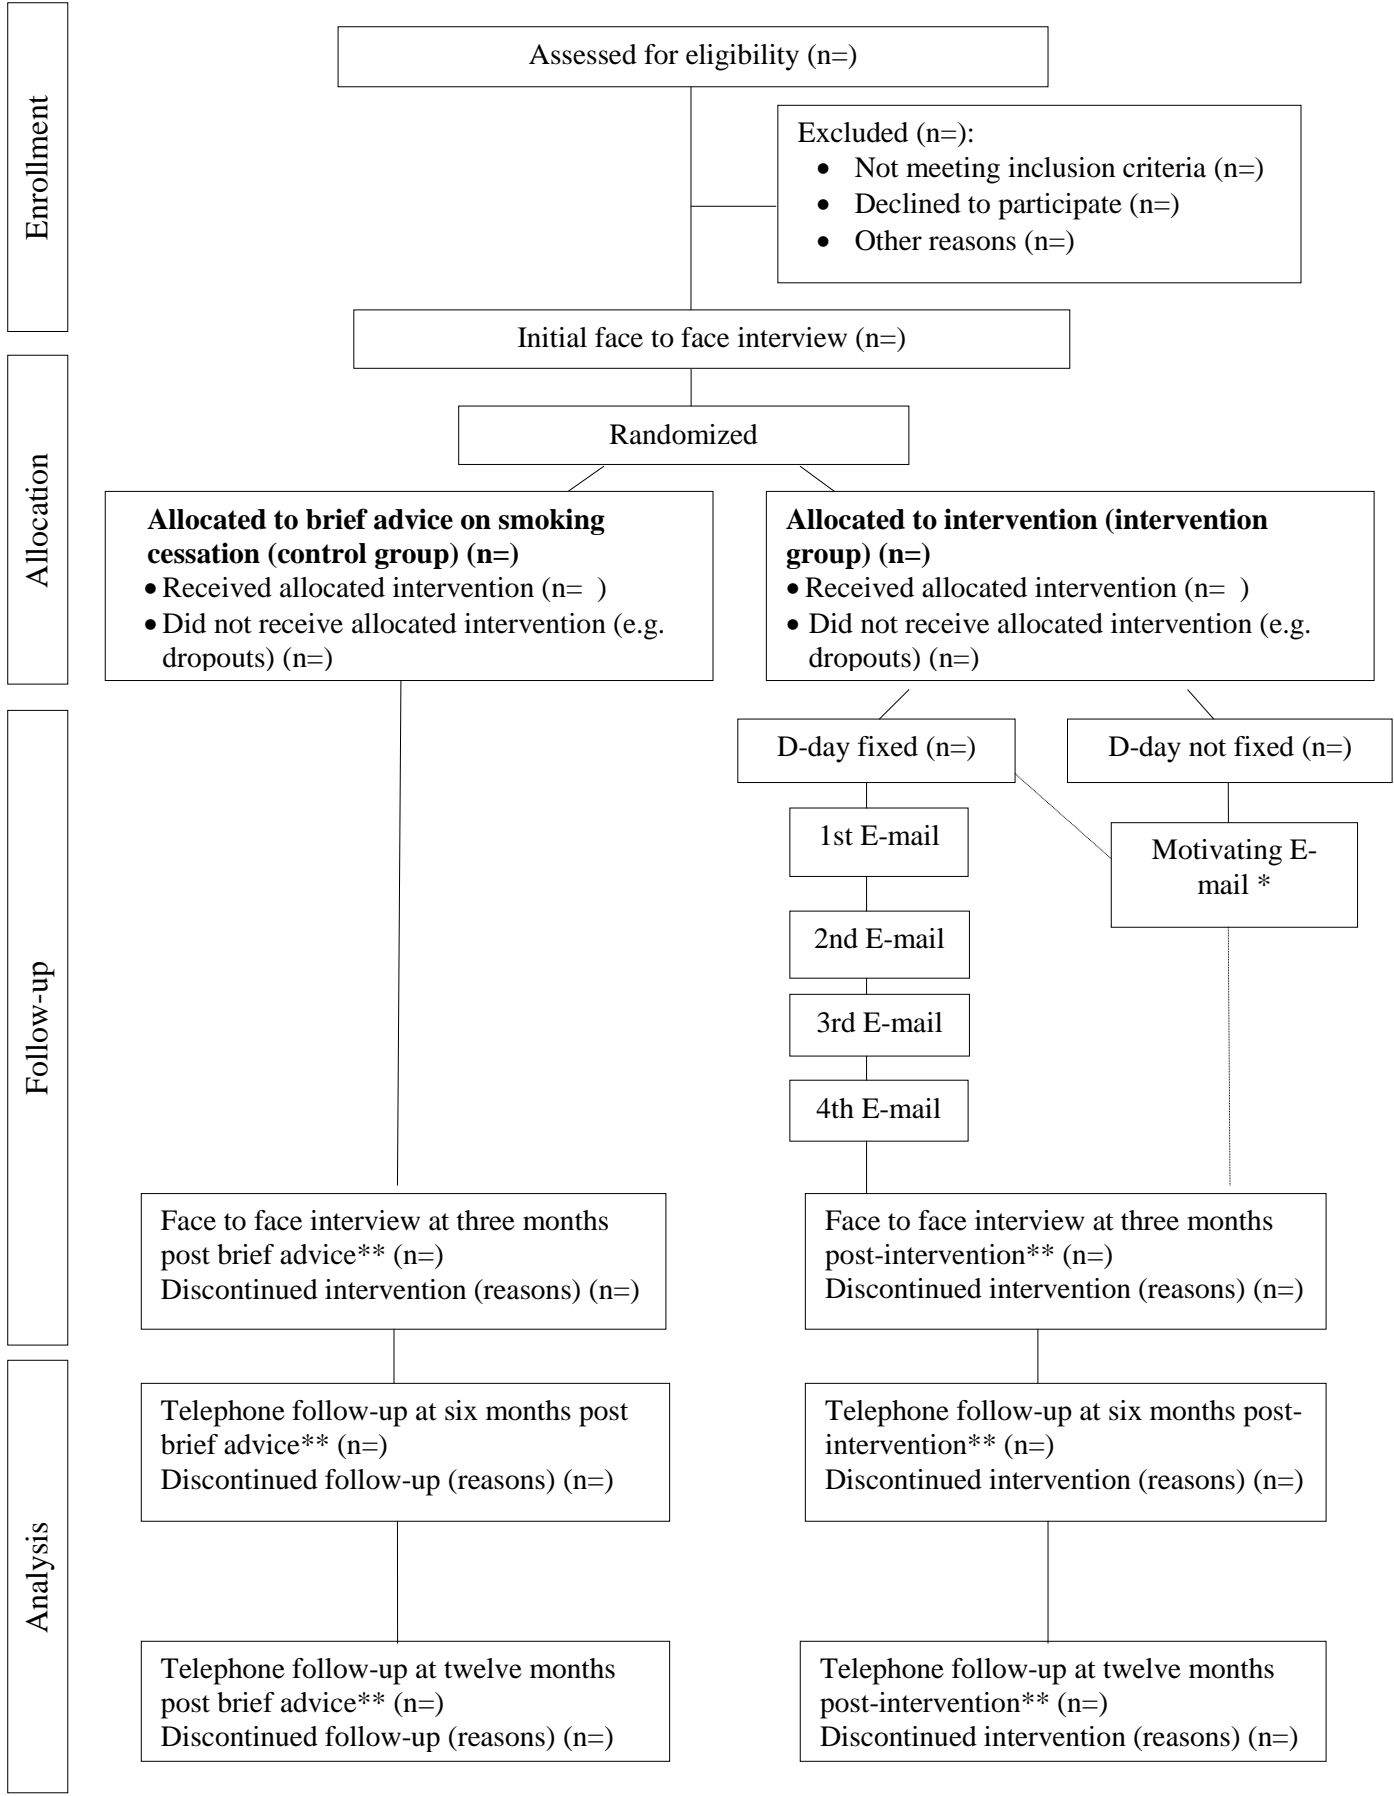 Enrollment
Assessed for eligibility (n=)
Excluded (n=):
• Not meeting inclusion criteria (n=)
• Declined to participate (n=)
• Other reasons (n=)
Initial face to face interview (n=)
Allocation
Randomized
Allocated to brief advice on smoking
cessation (control group) (n=)
• Received allocated intervention (n=  )
• Did not receive allocated intervention (e.g.
dropouts) (n=)
Allocated to intervention (intervention
group) (n=)
• Received allocated intervention (n=  )
• Did not receive allocated intervention (e.g.
dropouts) (n=)
Follow-up
D-day fixed (n=)
D-day not fixed (n=)
1st E-mail
Motivating E-
mail *
2nd E-mail
3rd E-mail
4th E-mail
Face to face interview at three months
post brief advice** (n=)
Discontinued intervention (reasons) (n=)
Face to face interview at three months
post-intervention** (n=)
Discontinued intervention (reasons) (n=)
Analysis
Telephone follow-up at six months post
brief advice** (n=)
Discontinued follow-up (reasons) (n=)
Telephone follow-up at six months post-
intervention** (n=)
Discontinued intervention (reasons) (n=)
Telephone follow-up at twelve months
post brief advice** (n=)
Discontinued follow-up (reasons) (n=)
Telephone follow-up at twelve months
post-intervention** (n=)
Discontinued intervention (reasons) (n=)